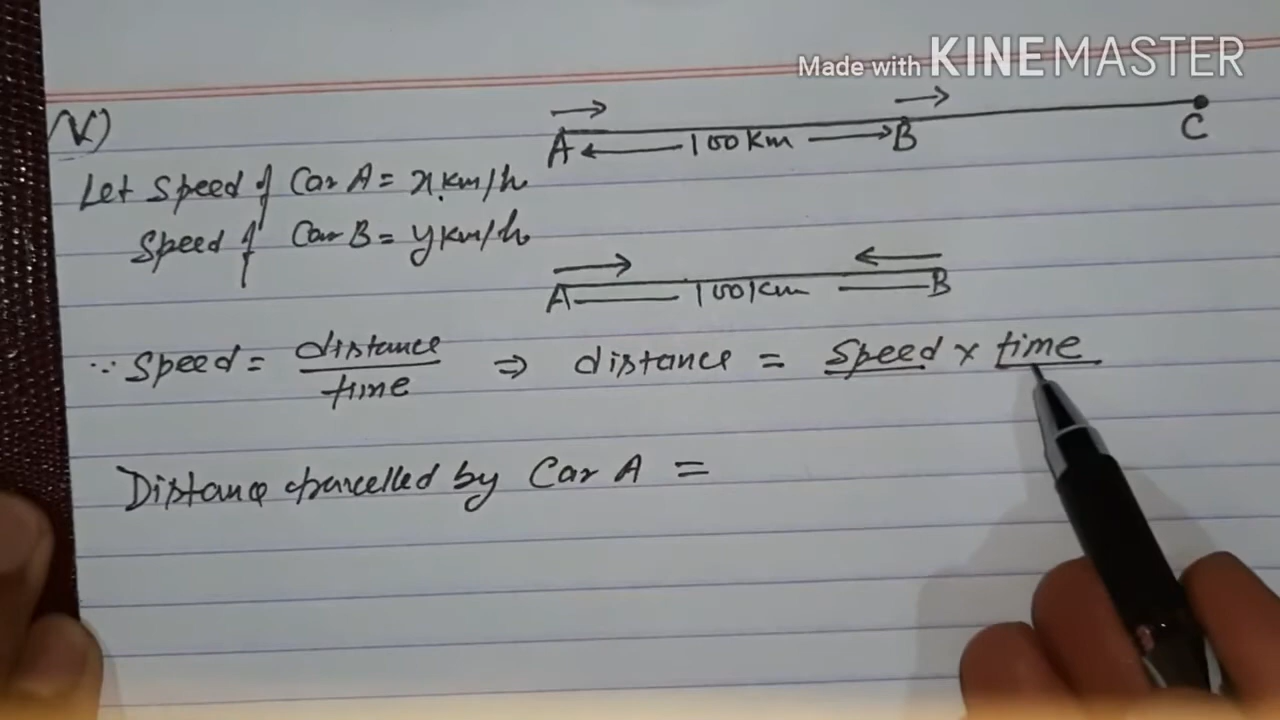 Made with KINEMASTER
V)
A 100 Km B C
Let Speed of Car A = x km/h
Speed of Car B = y km/h
A 100 km B
∵ Speed = distance / time ⇒ distance = Speed × time
Distance travelled by Car A =